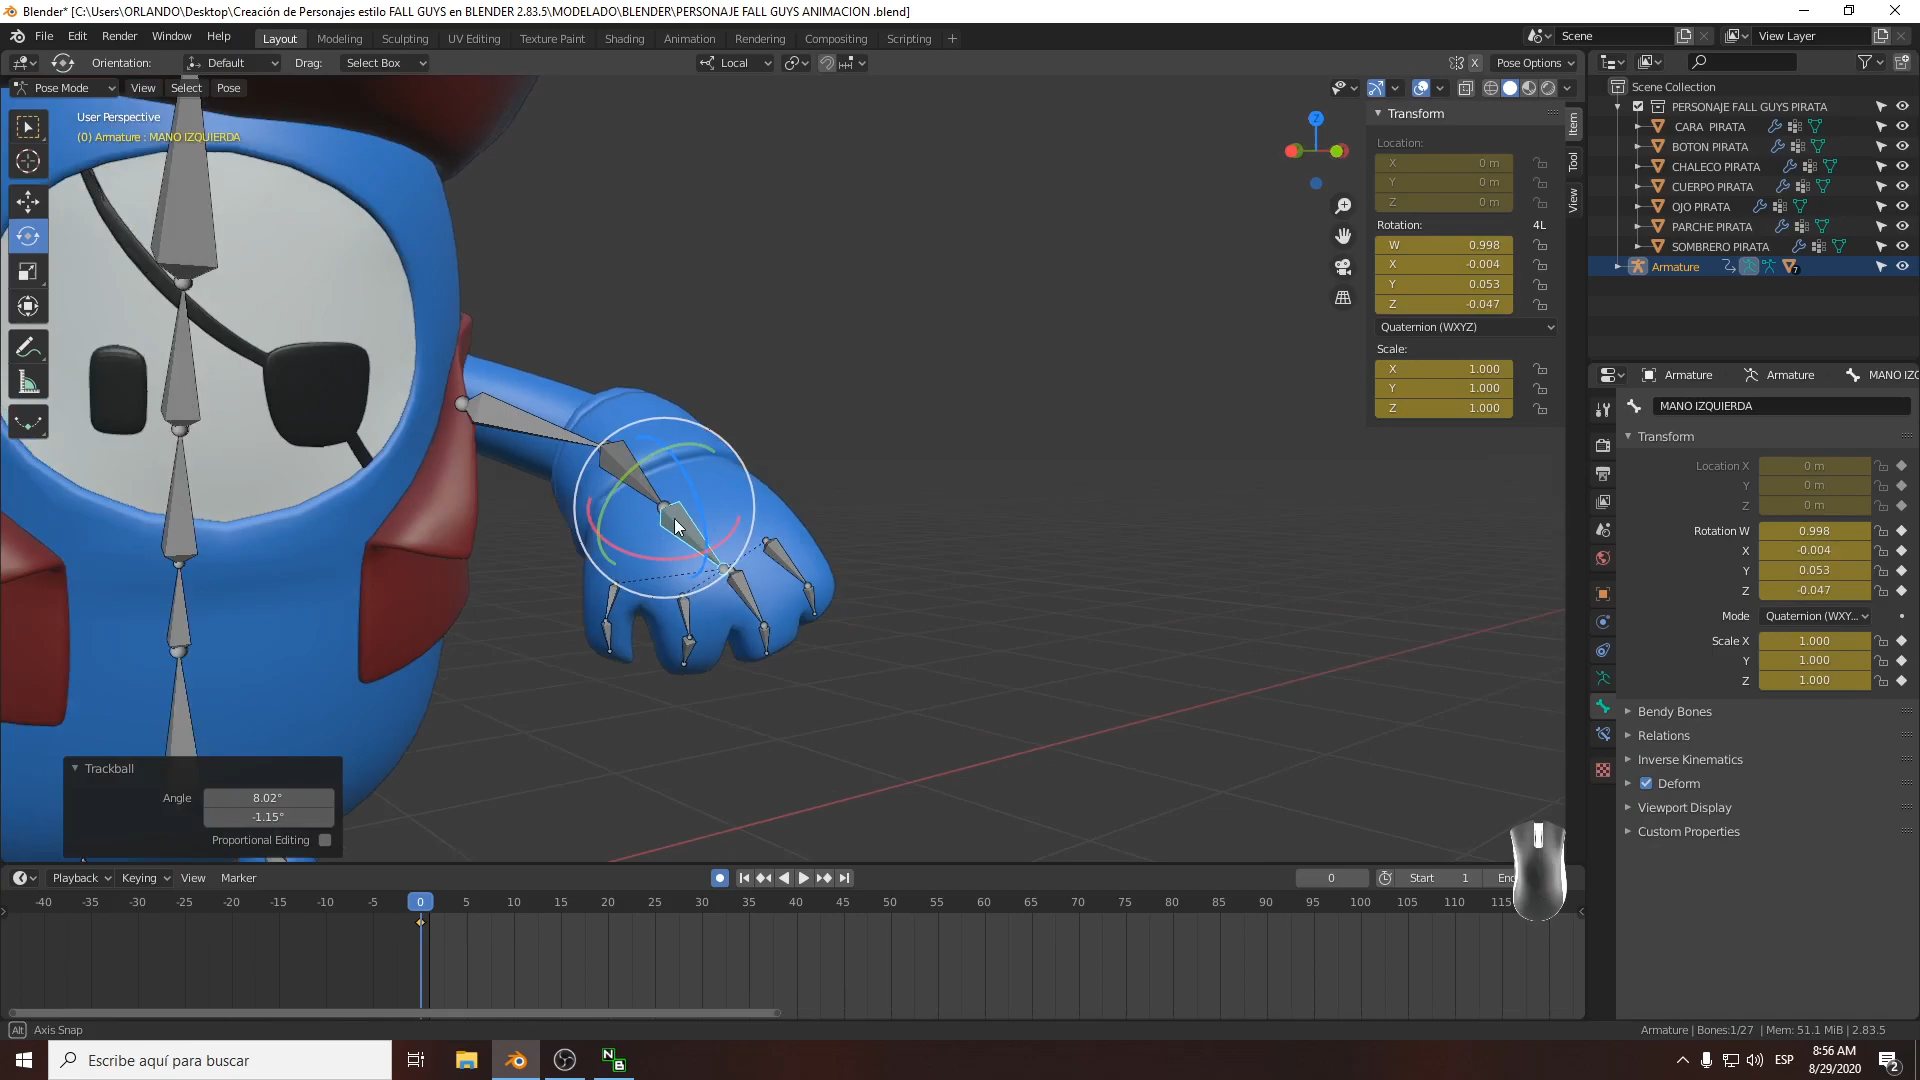 Blender* [C:\Users\ORLANDO\Desktop\Creación de Personajes estilo FALL GUYS en BLENDER 2.83.5\MODELADO\BLENDER\PERSONAJE FALL GUYS ANIMACION .blend]
File Edit Render Window Help Layout Modeling Sculpting UV Editing Texture Paint Shading Animation Rendering Compositing Scripting + Scene View Layer
Orientation: Default Drag: Select Box Local X Pose Options
Pose Mode View Select Pose
User Perspective
(0) Armature : MANO IZQUIERDA
Z
Transform
Location:
X 0 m
Y 0 m
Z 0 m
Rotation: 4L
W 0.998
X -0.004
Y 0.053
Z -0.047
Quaternion (WXYZ)
Scale:
X 1.000
Y 1.000
Z 1.000
Item
Tool
View
Scene Collection
PERSONAJE FALL GUYS PIRATA
CARA PIRATA
BOTON PIRATA
CHALECO PIRATA
CUERPO PIRATA
OJO PIRATA
PARCHE PIRATA
SOMBRERO PIRATA
Armature 7
Armature Armature MANO IZQ
MANO IZQUIERDA
Transform
Location X 0 m
Y 0 m
Z 0 m
Rotation W 0.998
X -0.004
Y 0.053
Z -0.047
Mode Quaternion (WXY...
Scale X 1.000
Y 1.000
Z 1.000
Bendy Bones
Relations
Inverse Kinematics
Deform
Viewport Display
Custom Properties
Trackball
Angle 8.02°
-1.15°
Proportional Editing
Playback Keying View Marker 0 Start 1 End
-40 -35 -30 -25 -20 -15 -10 -5 0 5 10 15 20 25 30 35 40 45 50 55 60 65 70 75 80 85 90 95 100 105 110 115
Alt Axis Snap
Armature | Bones:1/27 | Mem: 51.1 MiB | 2.83.5
Escribe aquí para buscar
N B
ESP
8:56 AM
8/29/2020
2